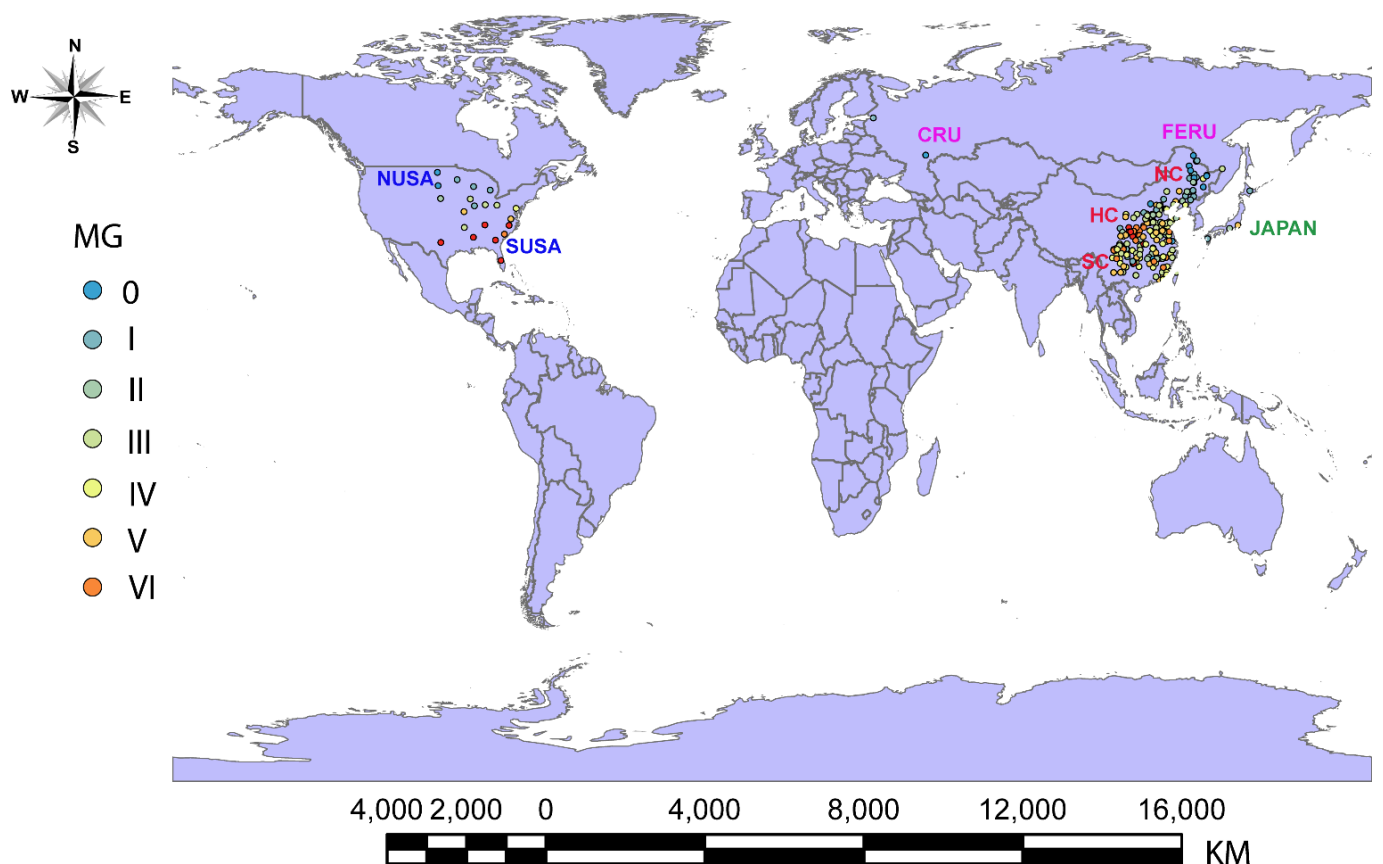 N
W E
S
CRU
FERU
NUSA
NC
HC
SUSA
JAPAN
SC
MG
0
I
II
III
IV
V
VI
4,000 2,000 0 4,000 8,000 12,000 16,000
KM